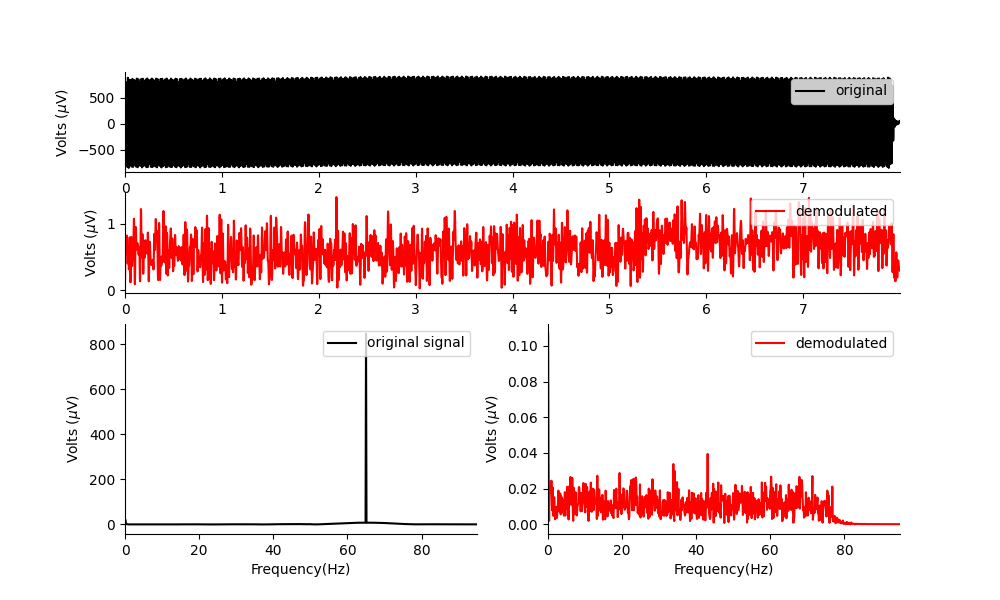 Volts (μV)
500
0
−500
original
0 1 2 3 4 5 6 7
Volts (μV)
1
0
demodulated
0 1 2 3 4 5 6 7
Volts (μV)
800
600
400
200
0
original signal
0 20 40 60 80
Frequency(Hz)
Volts (μV)
0.10
0.08
0.06
0.04
0.02
0.00
demodulated
0 20 40 60 80
Frequency(Hz)